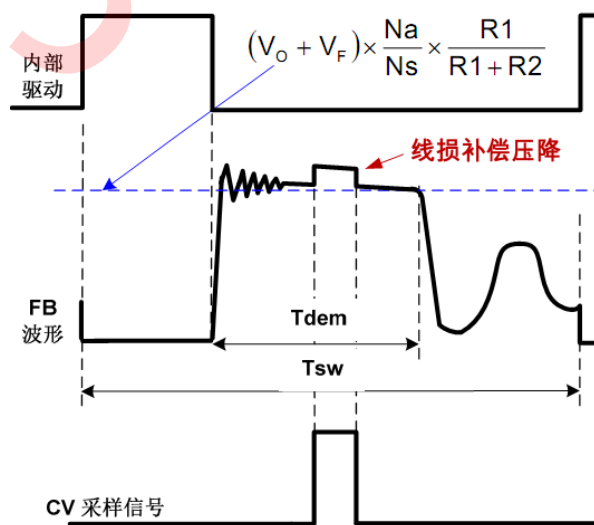 内部
驱动
(V_O + V_F) × Na/Ns × R1/(R1 + R2)
线损补偿压降
FB
波形
Tdem
Tsw
CV 采样信号